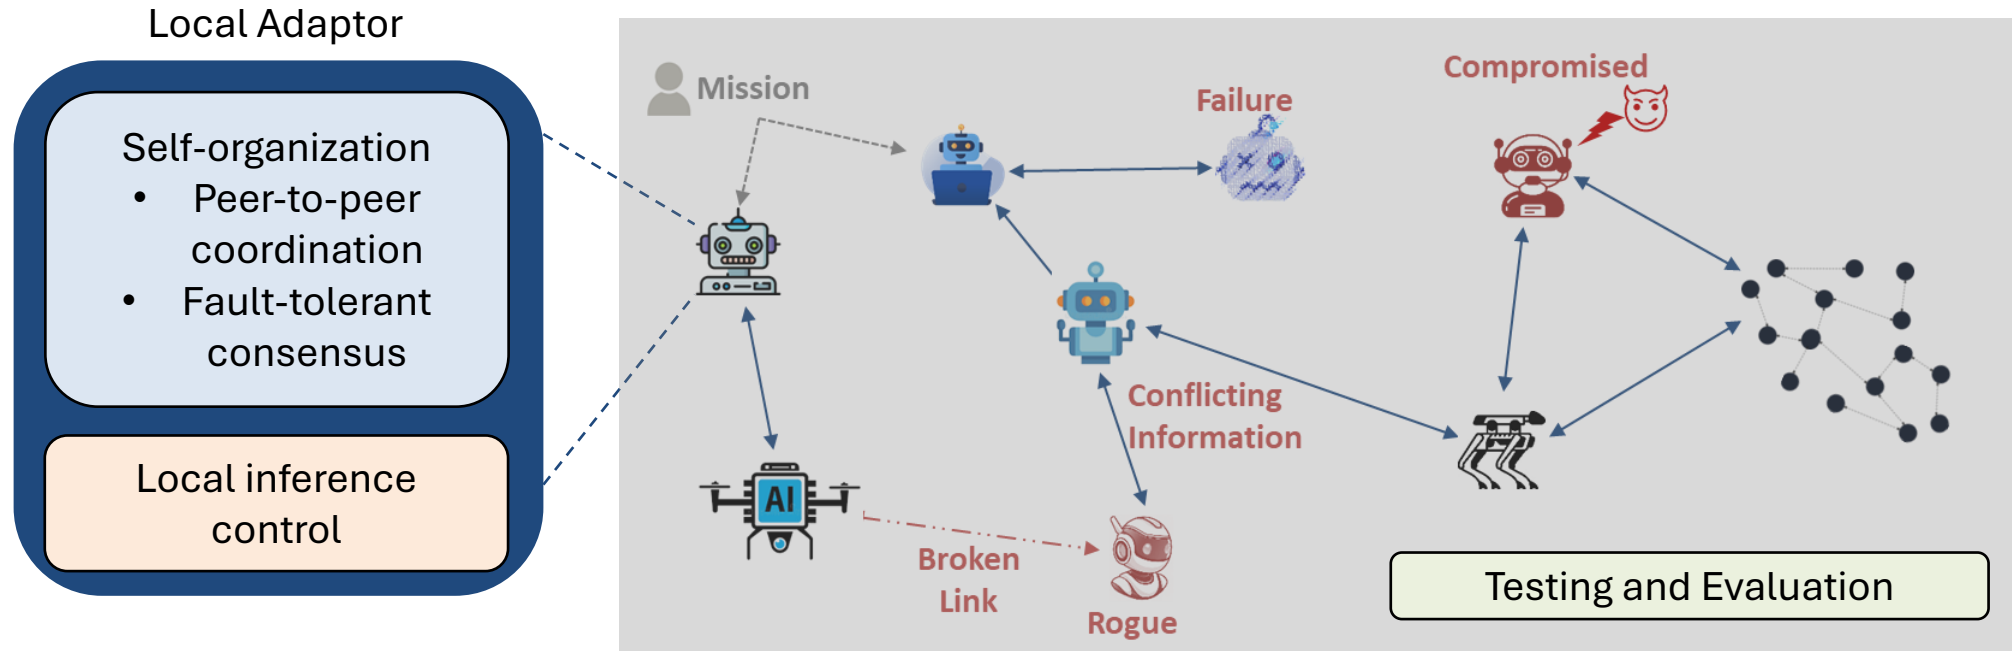 Local Adaptor
Self-organization
• Peer-to-peer
coordination
• Fault-tolerant
consensus
Local inference
control
Mission
Failure
Compromised
Conflicting
Information
AI
Broken
Link
Rogue
Testing and Evaluation